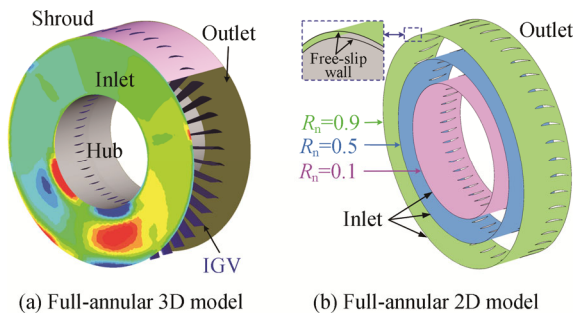 Shroud
Outlet
Inlet
Hub
IGV
(a) Full-annular 3D model
Free-slip
wall
Outlet
Rn=0.9
Rn=0.5
Rn=0.1
Inlet
(b) Full-annular 2D model